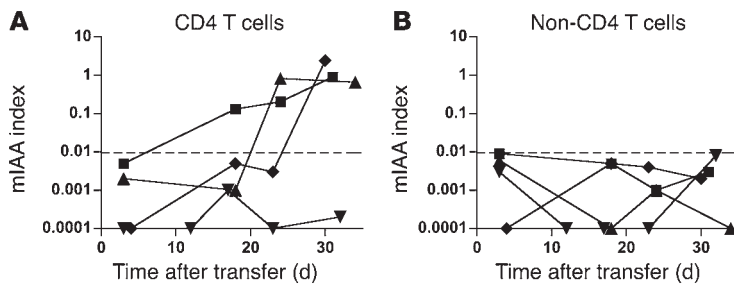 A
CD4 T cells
mIAA index
10
1
0.1
0.01
0.001
0.0001
0 10 20 30
Time after transfer (d)
B
Non-CD4 T cells
mIAA index
10
1
0.1
0.01
0.001
0.0001
0 10 20 30
Time after transfer (d)